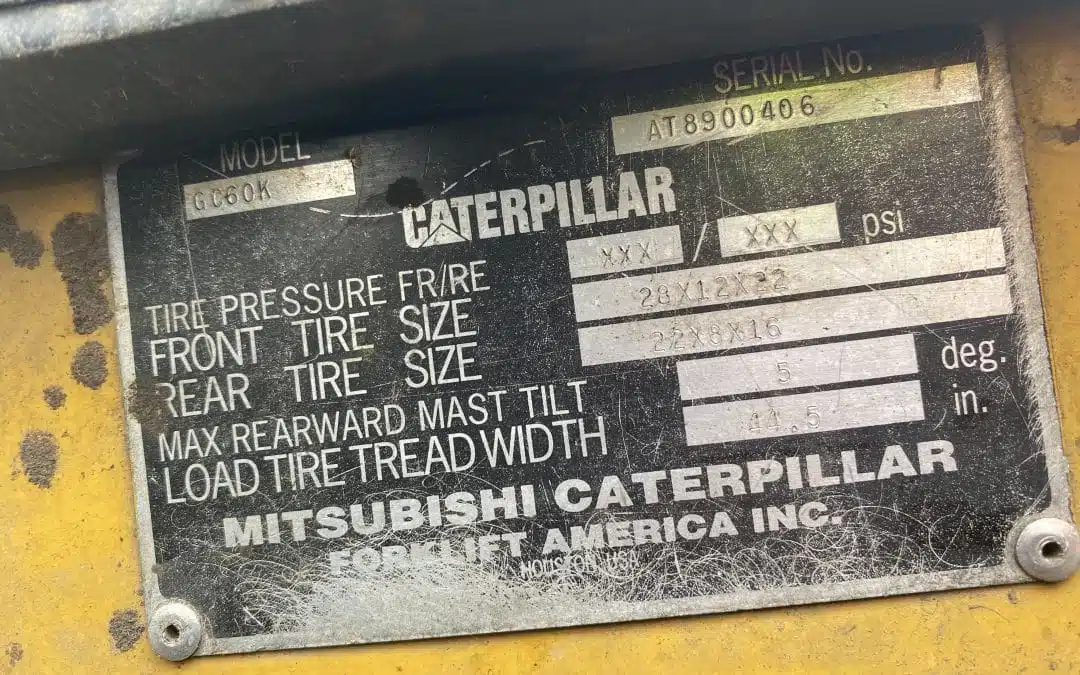 MODEL
GC60K
SERIAL No.
AT8900406
CATERPILLAR
TIRE PRESSURE FR/RE XXX / XXX psi
FRONT TIRE SIZE
REAR TIRE SIZE 22X8X16
MAX REARWARD MAST TILT 5 deg.
LOAD TIRE TREAD WIDTH 44.5 in.
MITSUBISHI CATERPILLAR
FORKLIFT AMERICA INC.
HOUSTON, USA